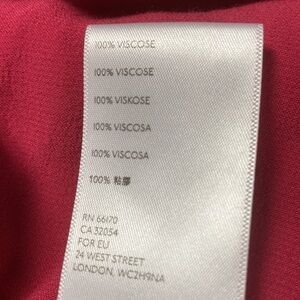 100% VISCOSE
100% VISCOSE
100% VISKOSE
100% VISCOSA
100% VISCOSA
100% 粘膠
RN 66170
CA 32054
FOR EU
24 WEST STREET
LONDON, WC2H9NA